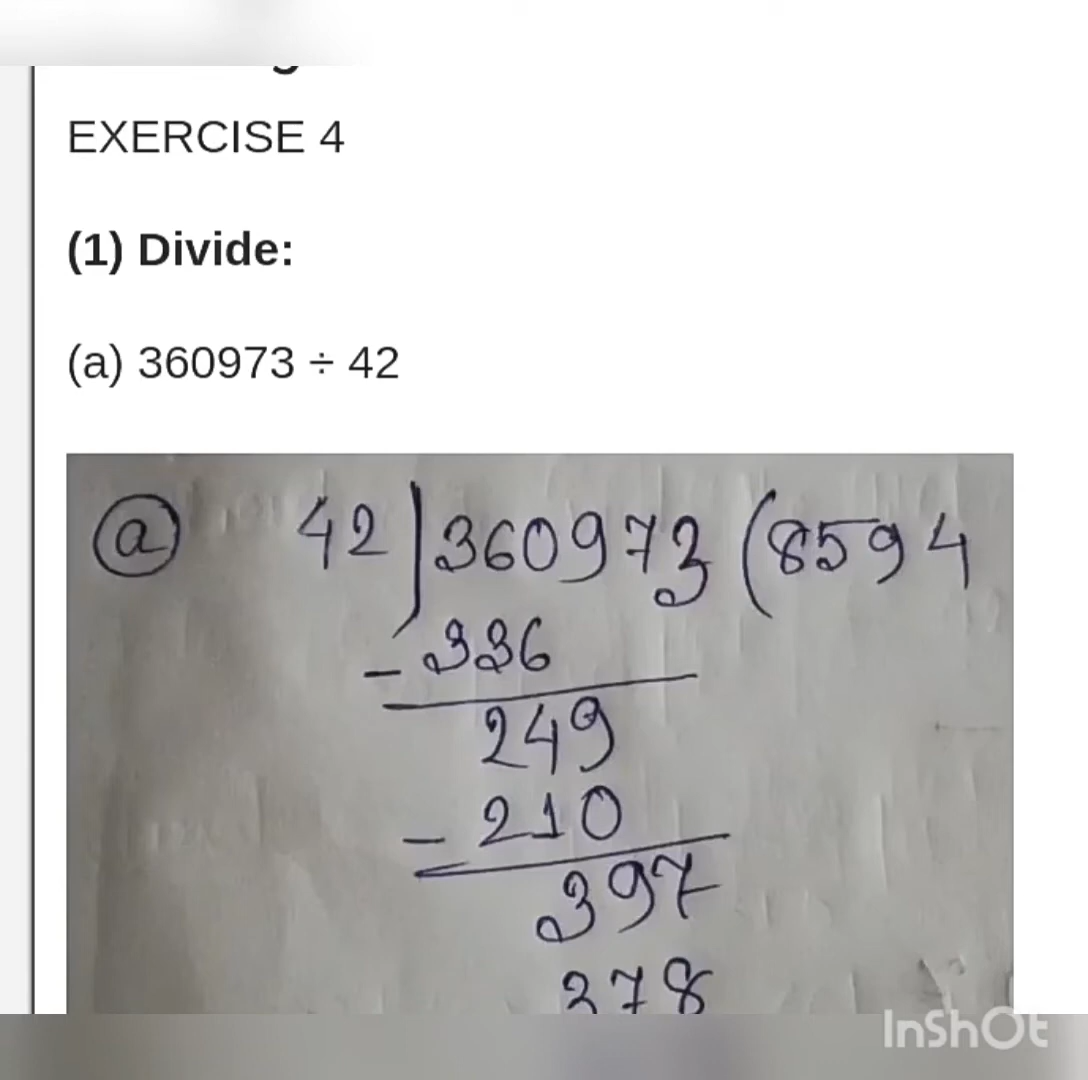 EXERCISE 4
(1) Divide:
(a) 360973 ÷ 42
(a) 42)360973(8594
- 336
249
- 210
397
378
InShOt